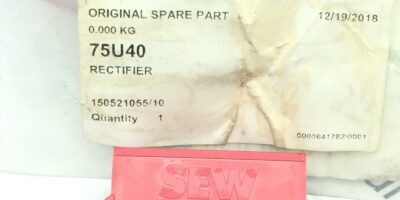 ORIGINAL SPARE PART 12/19/2018
0.000 KG
75U40
RECTIFIER
150521055/10
Quantity 1
0000641782/0001
SEW